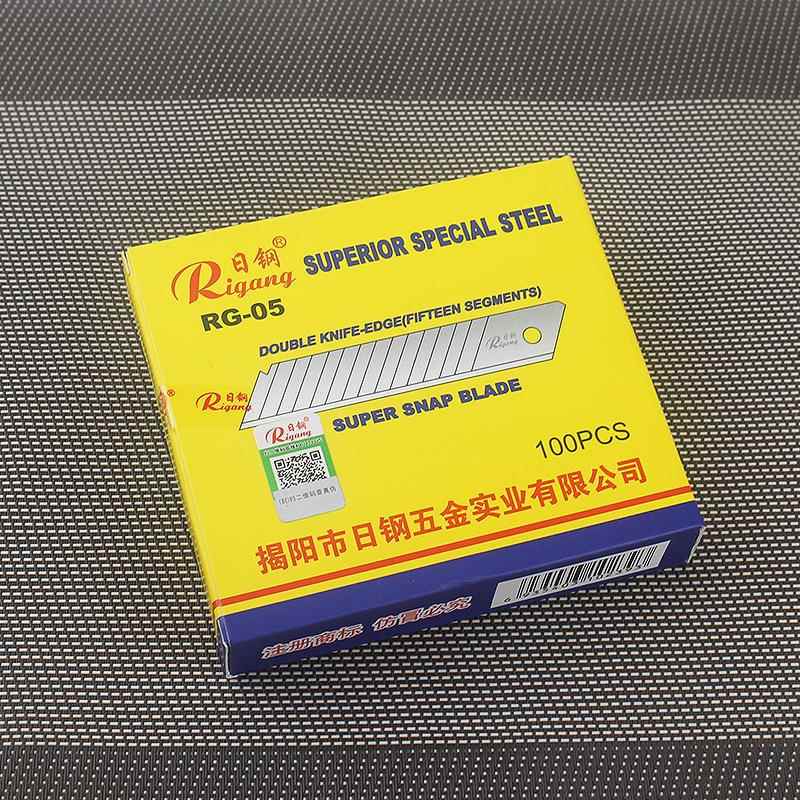 日钢®
Rigang
SUPERIOR SPECIAL STEEL
RG-05
DOUBLE KNIFE-EDGE(FIFTEEN SEGMENTS)
日钢
Rigang
日钢
Rigang
SUPER SNAP BLADE
日钢®
Rigang
100PCS
揭阳市日钢五金实业有限公司
注册商标 仿冒必究